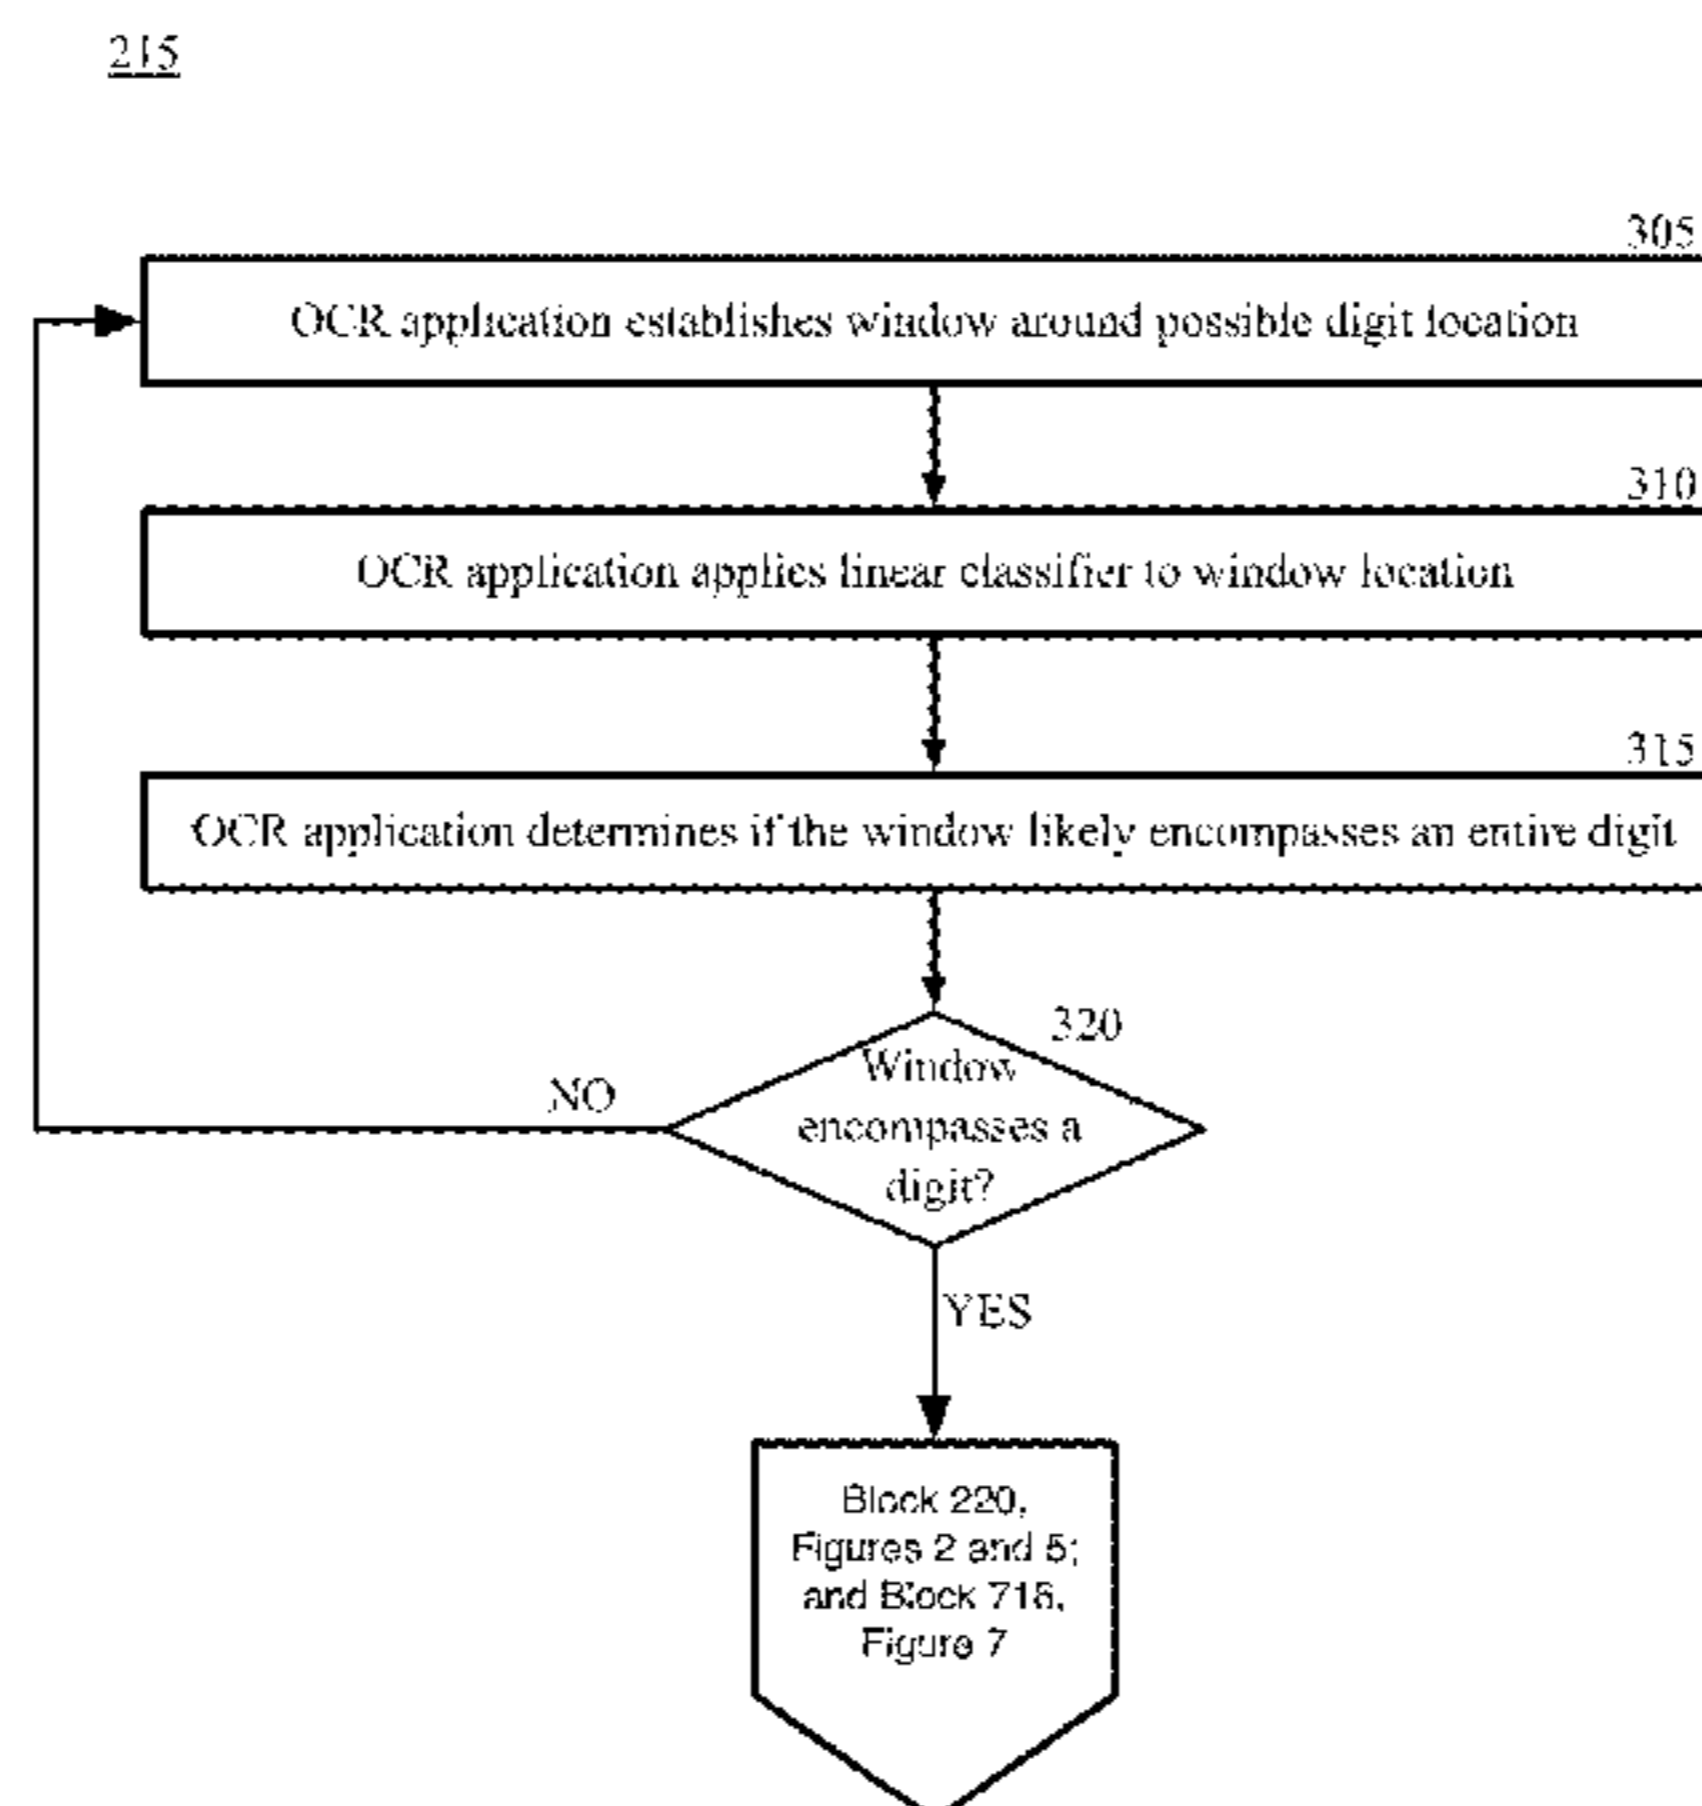 215
305
OCR application establishes window around possible digit location
310
OCR application applies linear classifier to window location
315
OCR application determines if the window likely encompasses an entire digit
320
Window
encompasses a
digit?
NO
YES
Block 220,
Figures 2 and 5;
and Block
Figure 7